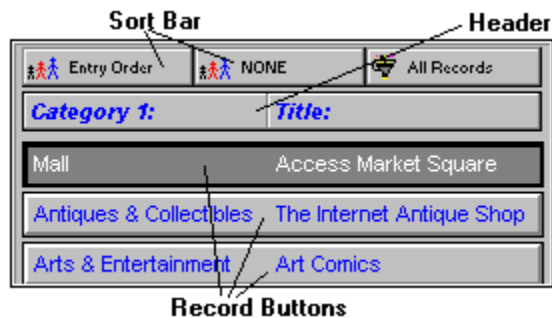 Sort Bar Header
Entry Order NONE All Records
Category 1: Title:
Mall Access Market Square
Antiques & Collectibles The Internet Antique Shop
Arts & Entertainment Art Comics
Record Buttons